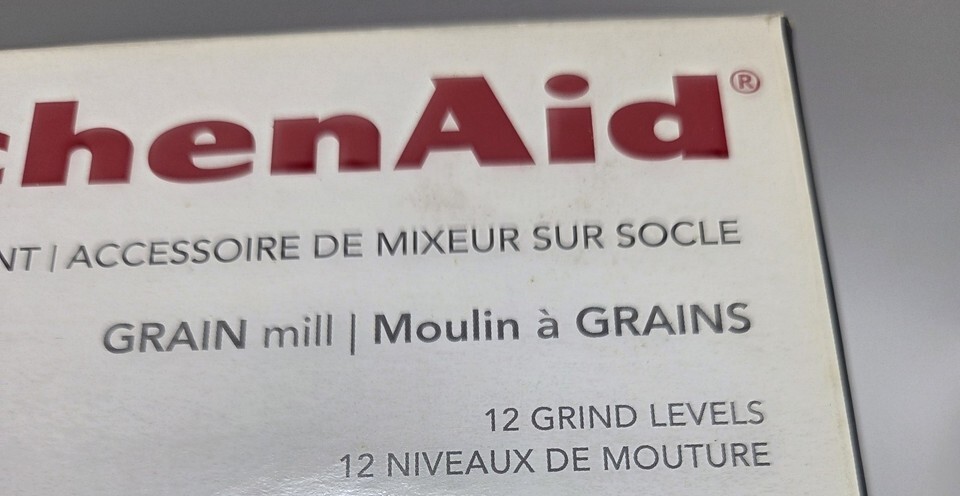 chenAid®
NT | ACCESSOIRE DE MIXEUR SUR SOCLE
GRAIN mill | Moulin à GRAINS
12 GRIND LEVELS
12 NIVEAUX DE MOUTURE